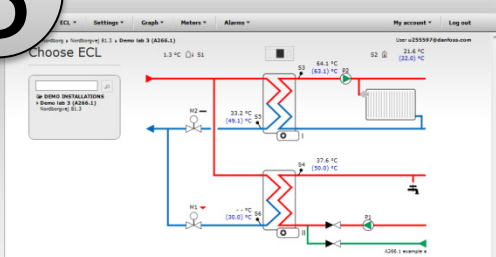 5
ECL Settings Graph Meters Alarms My account Log out
Nordborg Nordborgvej 81.3 Demo lab 3 (A266.1) User u255597@danfoss.com
Choose ECL
1.3 °C S1
S2 21.6 °C
(22.0) °C
DEMO INSTALLATIONS
Demo lab 3 (A266.1)
Nordborgvej 81.3
S3 64.1 °C
(63.1) °C P2
M2
33.2 °C S5
(49.1) °C
I
S4 37.6 °C
(50.0) °C
M1
- - °C
(30.0) °C S6
II
P1
A266.1 example a